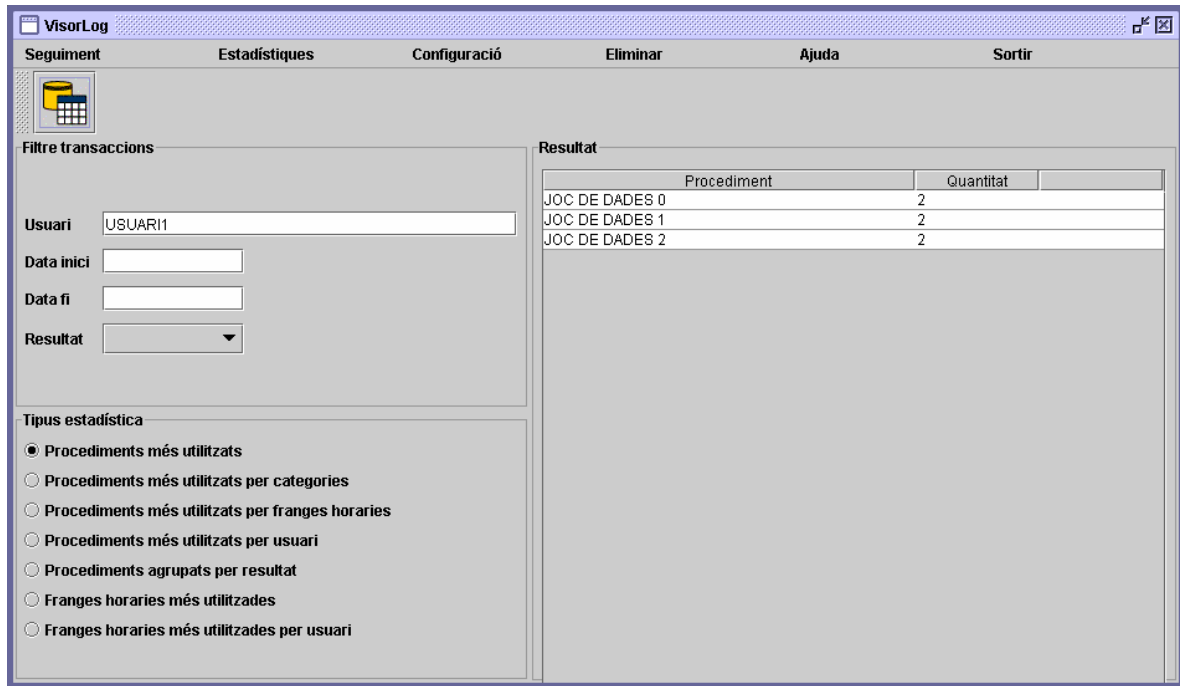 VisorLog
Seguiment Estadístiques Configuració Eliminar Ajuda Sortir
Filtre transaccions
Usuari USUARI1
Data inici
Data fi
Resultat
Tipus estadística
Procediments més utilitzats
Procediments més utilitzats per categories
Procediments més utilitzats per franges horaries
Procediments més utilitzats per usuari
Procediments agrupats per resultat
Franges horaries més utilitzades
Franges horaries més utilitzades per usuari
Resultat
Procediment Quantitat
JOC DE DADES 0 2
JOC DE DADES 1 2
JOC DE DADES 2 2